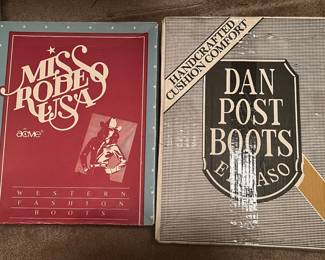 MISS
RODEO
USA
acme®
WESTERN
FASHION
BOOTS
HANDCRAFTED
CUSHION COMFORT
DAN
POST
BOOTS
EL PASO